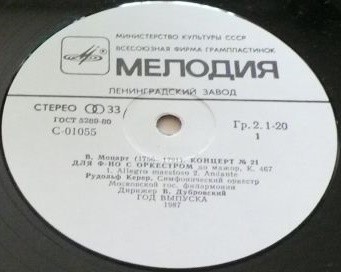 МИНИСТЕРСТВО КУЛЬТУРЫ СССР
ВСЕСОЮЗНАЯ ФИРМА ГРАМПЛАСТИНОК
МЕЛОДИЯ
ЛЕНИНГРАДСКИЙ ЗАВОД
СТЕРЕО 33
ГОСТ 5289-80
С-01055
Гр. 2. 1-20
1
В. Моцарт (1756-1791). КОНЦЕРТ № 21
ДЛЯ Ф-НО С ОРКЕСТРОМ до мажор, К. 467
1. Allegro maestoso 2. Andante
Рудольф Керер, Симфонический оркестр
Московской гос. филармонии
Дирижер В. Дубровский
ГОД ВЫПУСКА
1987